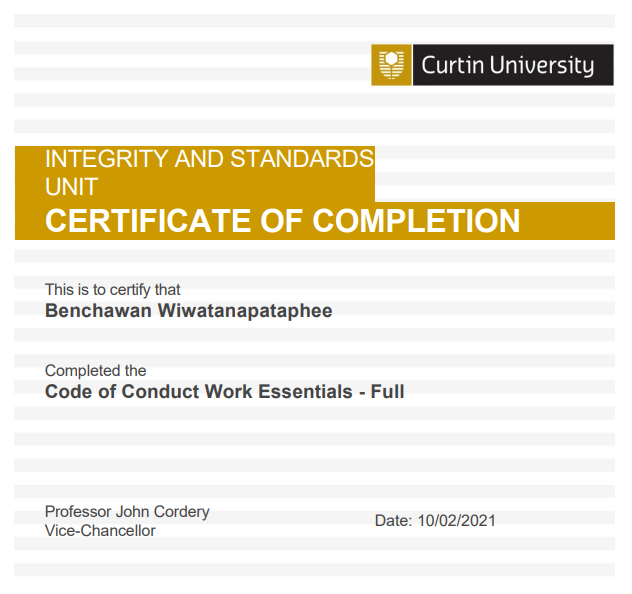 Curtin University
INTEGRITY AND STANDARDS
UNIT
CERTIFICATE OF COMPLETION
This is to certify that
Benchawan Wiwatanapataphee
Completed the
Code of Conduct Work Essentials - Full
Professor John Cordery
Vice-Chancellor
Date: 10/02/2021